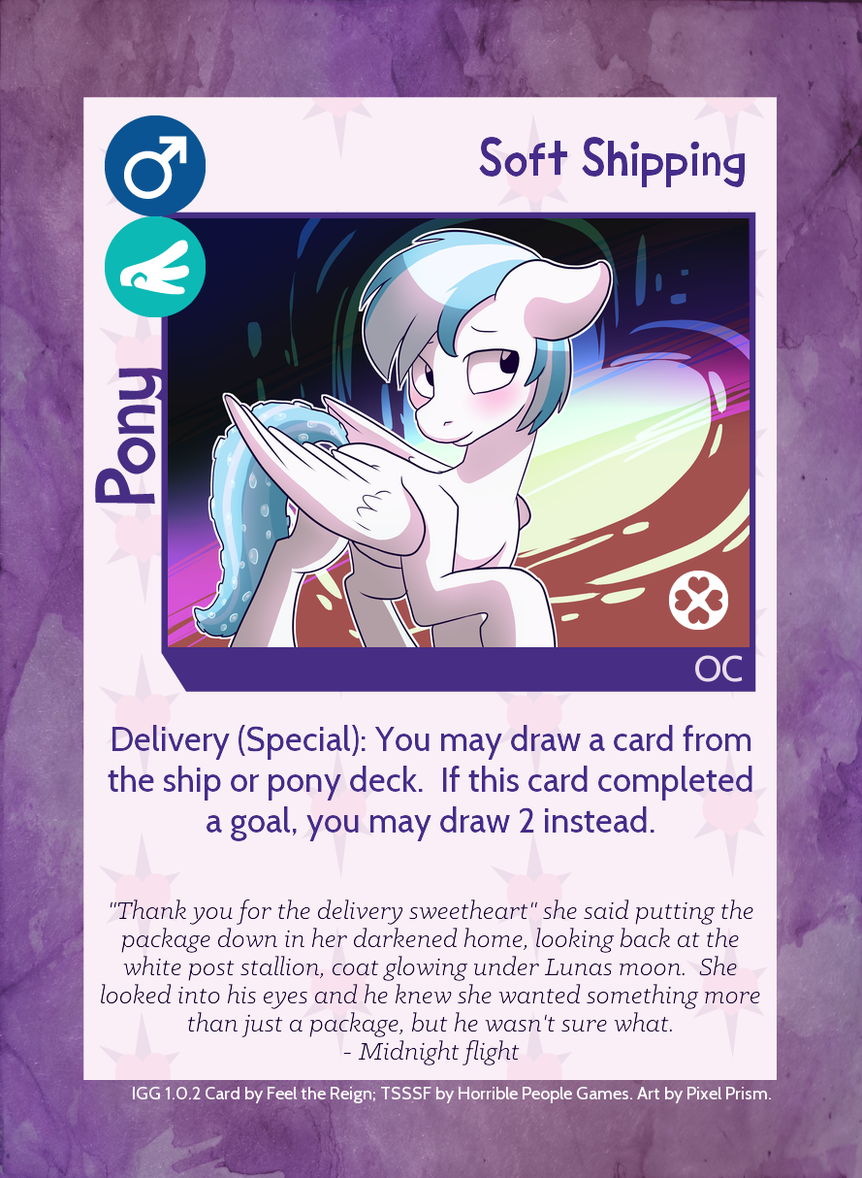 Soft Shipping
Pony
OC
Delivery (Special): You may draw a card from
the ship or pony deck.  If this card completed
a goal, you may draw 2 instead.
"Thank you for the delivery sweetheart" she said putting the
package down in her darkened home, looking back at the
white post stallion, coat glowing under Lunas moon.  She
looked into his eyes and he knew she wanted something more
than just a package, but he wasn't sure what.
- Midnight flight
IGG 1.0.2 Card by Feel the Reign; TSSSF by Horrible People Games. Art by Pixel Prism.